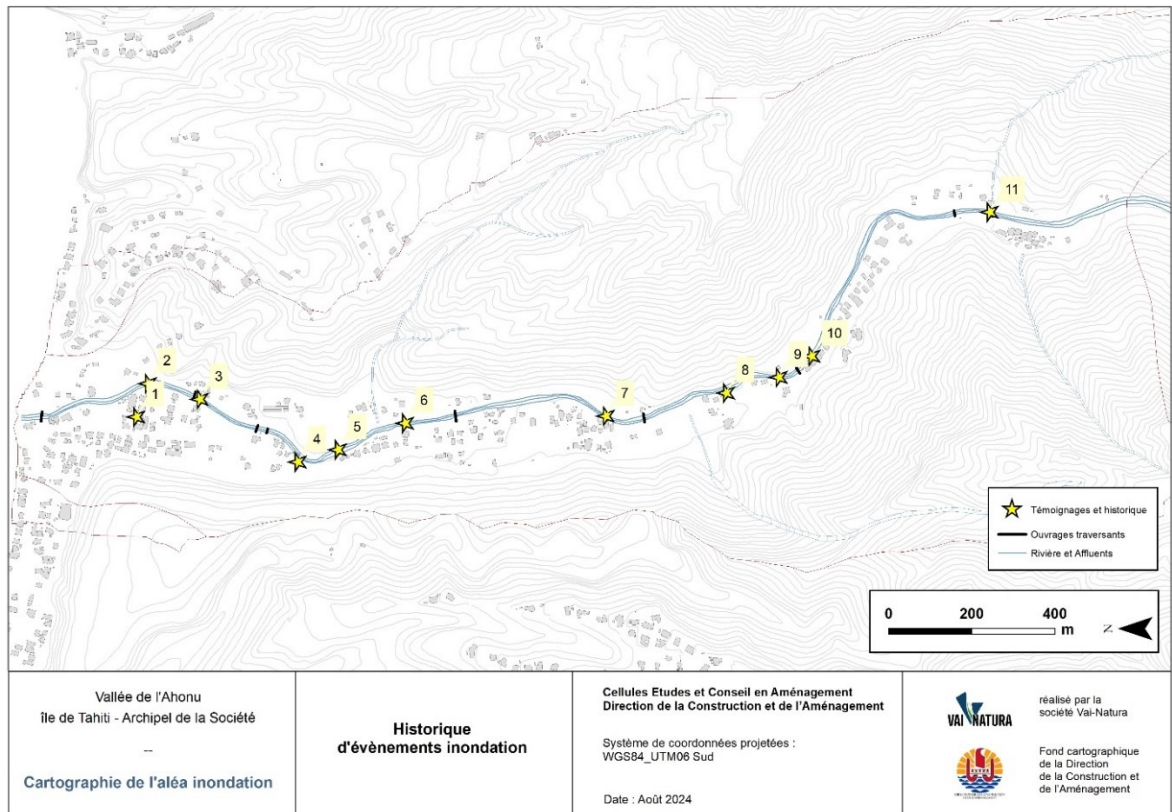 11
10
2
9
3
8
1
6
7
5
4
Témoignages et historique
Ouvrages traversants
Rivière et Affluents
0 200 400
m
N
Vallée de l'Ahonu
île de Tahiti - Archipel de la Société
--
Cartographie de l'aléa inondation
Historique
d'évènements inondation
Cellules Etudes et Conseil en Aménagement
Direction de la Construction et de l'Aménagement
Système de coordonnées projetées :
WGS84_UTM06 Sud
Date : Août 2024
VAI NATURA
réalisé par la
société Vai-Natura
Fond cartographique
de la Direction
de la Construction et
de l'Aménagement